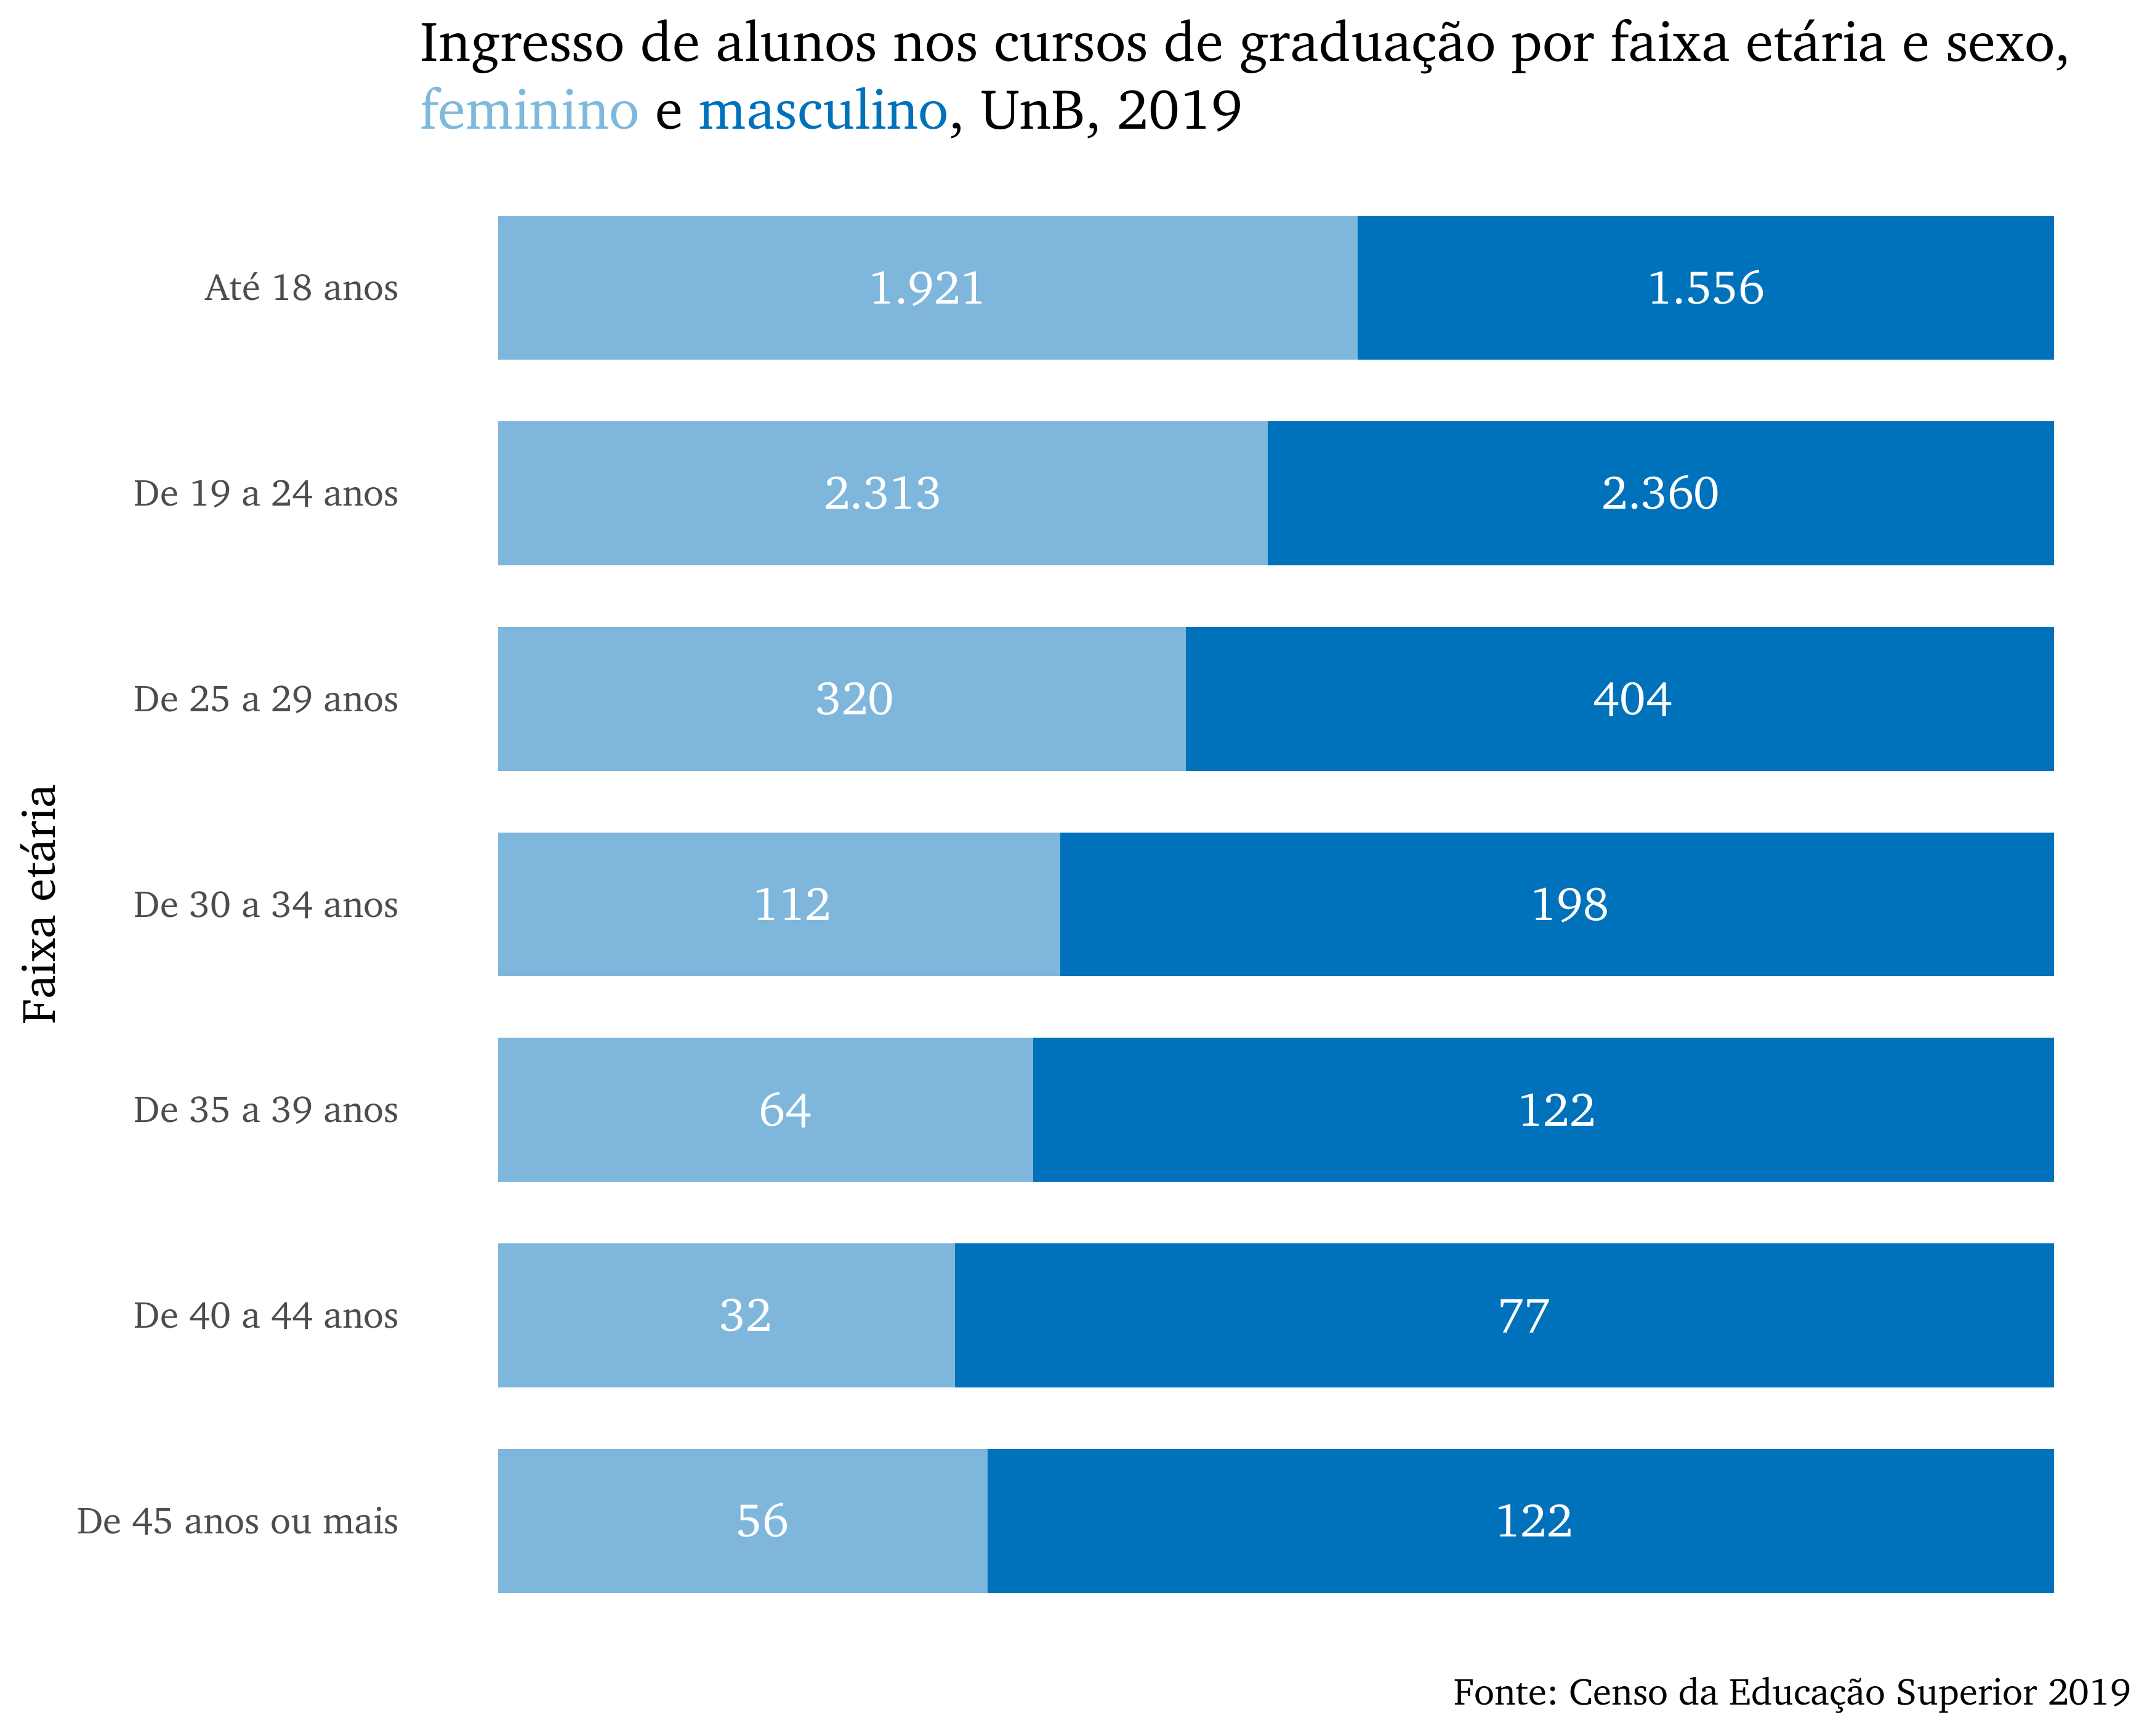 Ingresso de alunos nos cursos de graduação por faixa etária e sexo,
feminino e masculino, UnB, 2019
Faixa etária
Até 18 anos 1.921 1.556
De 19 a 24 anos 2.313 2.360
De 25 a 29 anos 320 404
De 30 a 34 anos 112 198
De 35 a 39 anos 64 122
De 40 a 44 anos 32 77
De 45 anos ou mais 56 122
Fonte: Censo da Educação Superior 2019